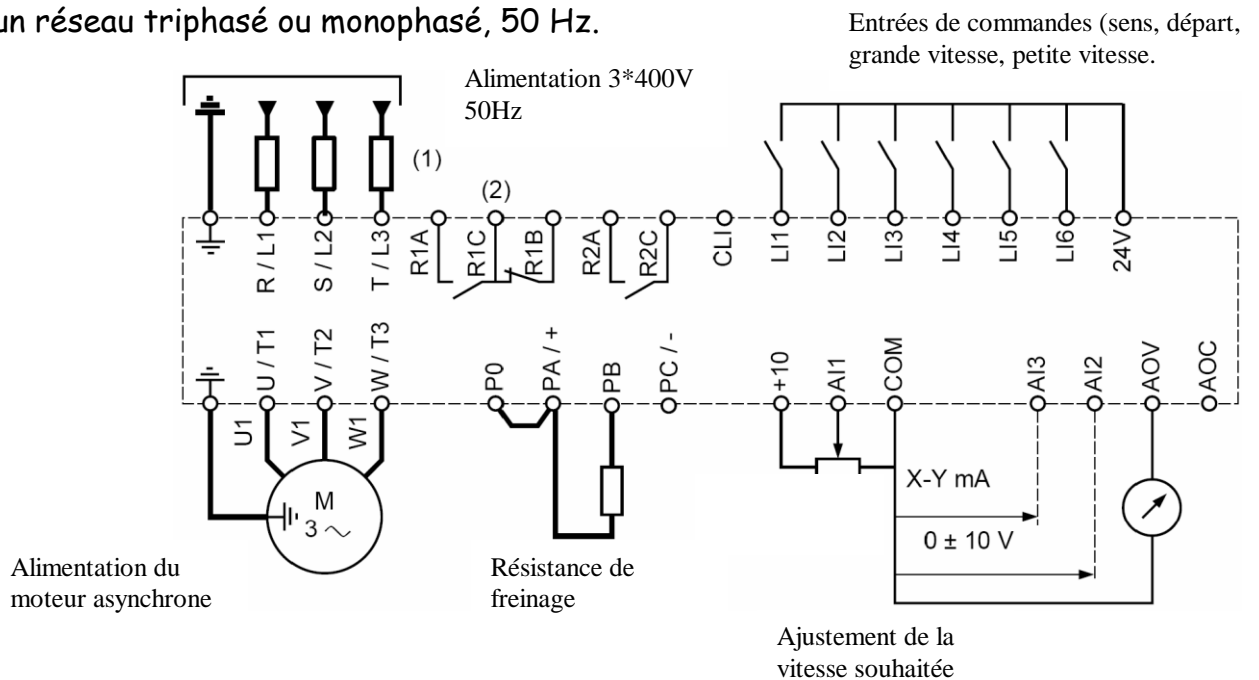 un réseau triphasé ou monophasé, 50 Hz.
Entrées de commandes (sens, départ,
grande vitesse, petite vitesse.
Alimentation 3*400V
50Hz
(1)
(2)
R / L1
S / L2
T / L3
R1A
R1C
R1B
R2A
R2C
CLI
LI1
LI2
LI3
LI4
LI5
LI6
24V
U / T1
V / T2
W / T3
P0
PA / +
PB
PC / -
+10
AI1
COM
AI3
AI2
AOV
AOC
U1
V1
W1
M
3
X-Y mA
0 ± 10 V
Alimentation du
moteur asynchrone
Résistance de
freinage
Ajustement de la
vitesse souhaitée